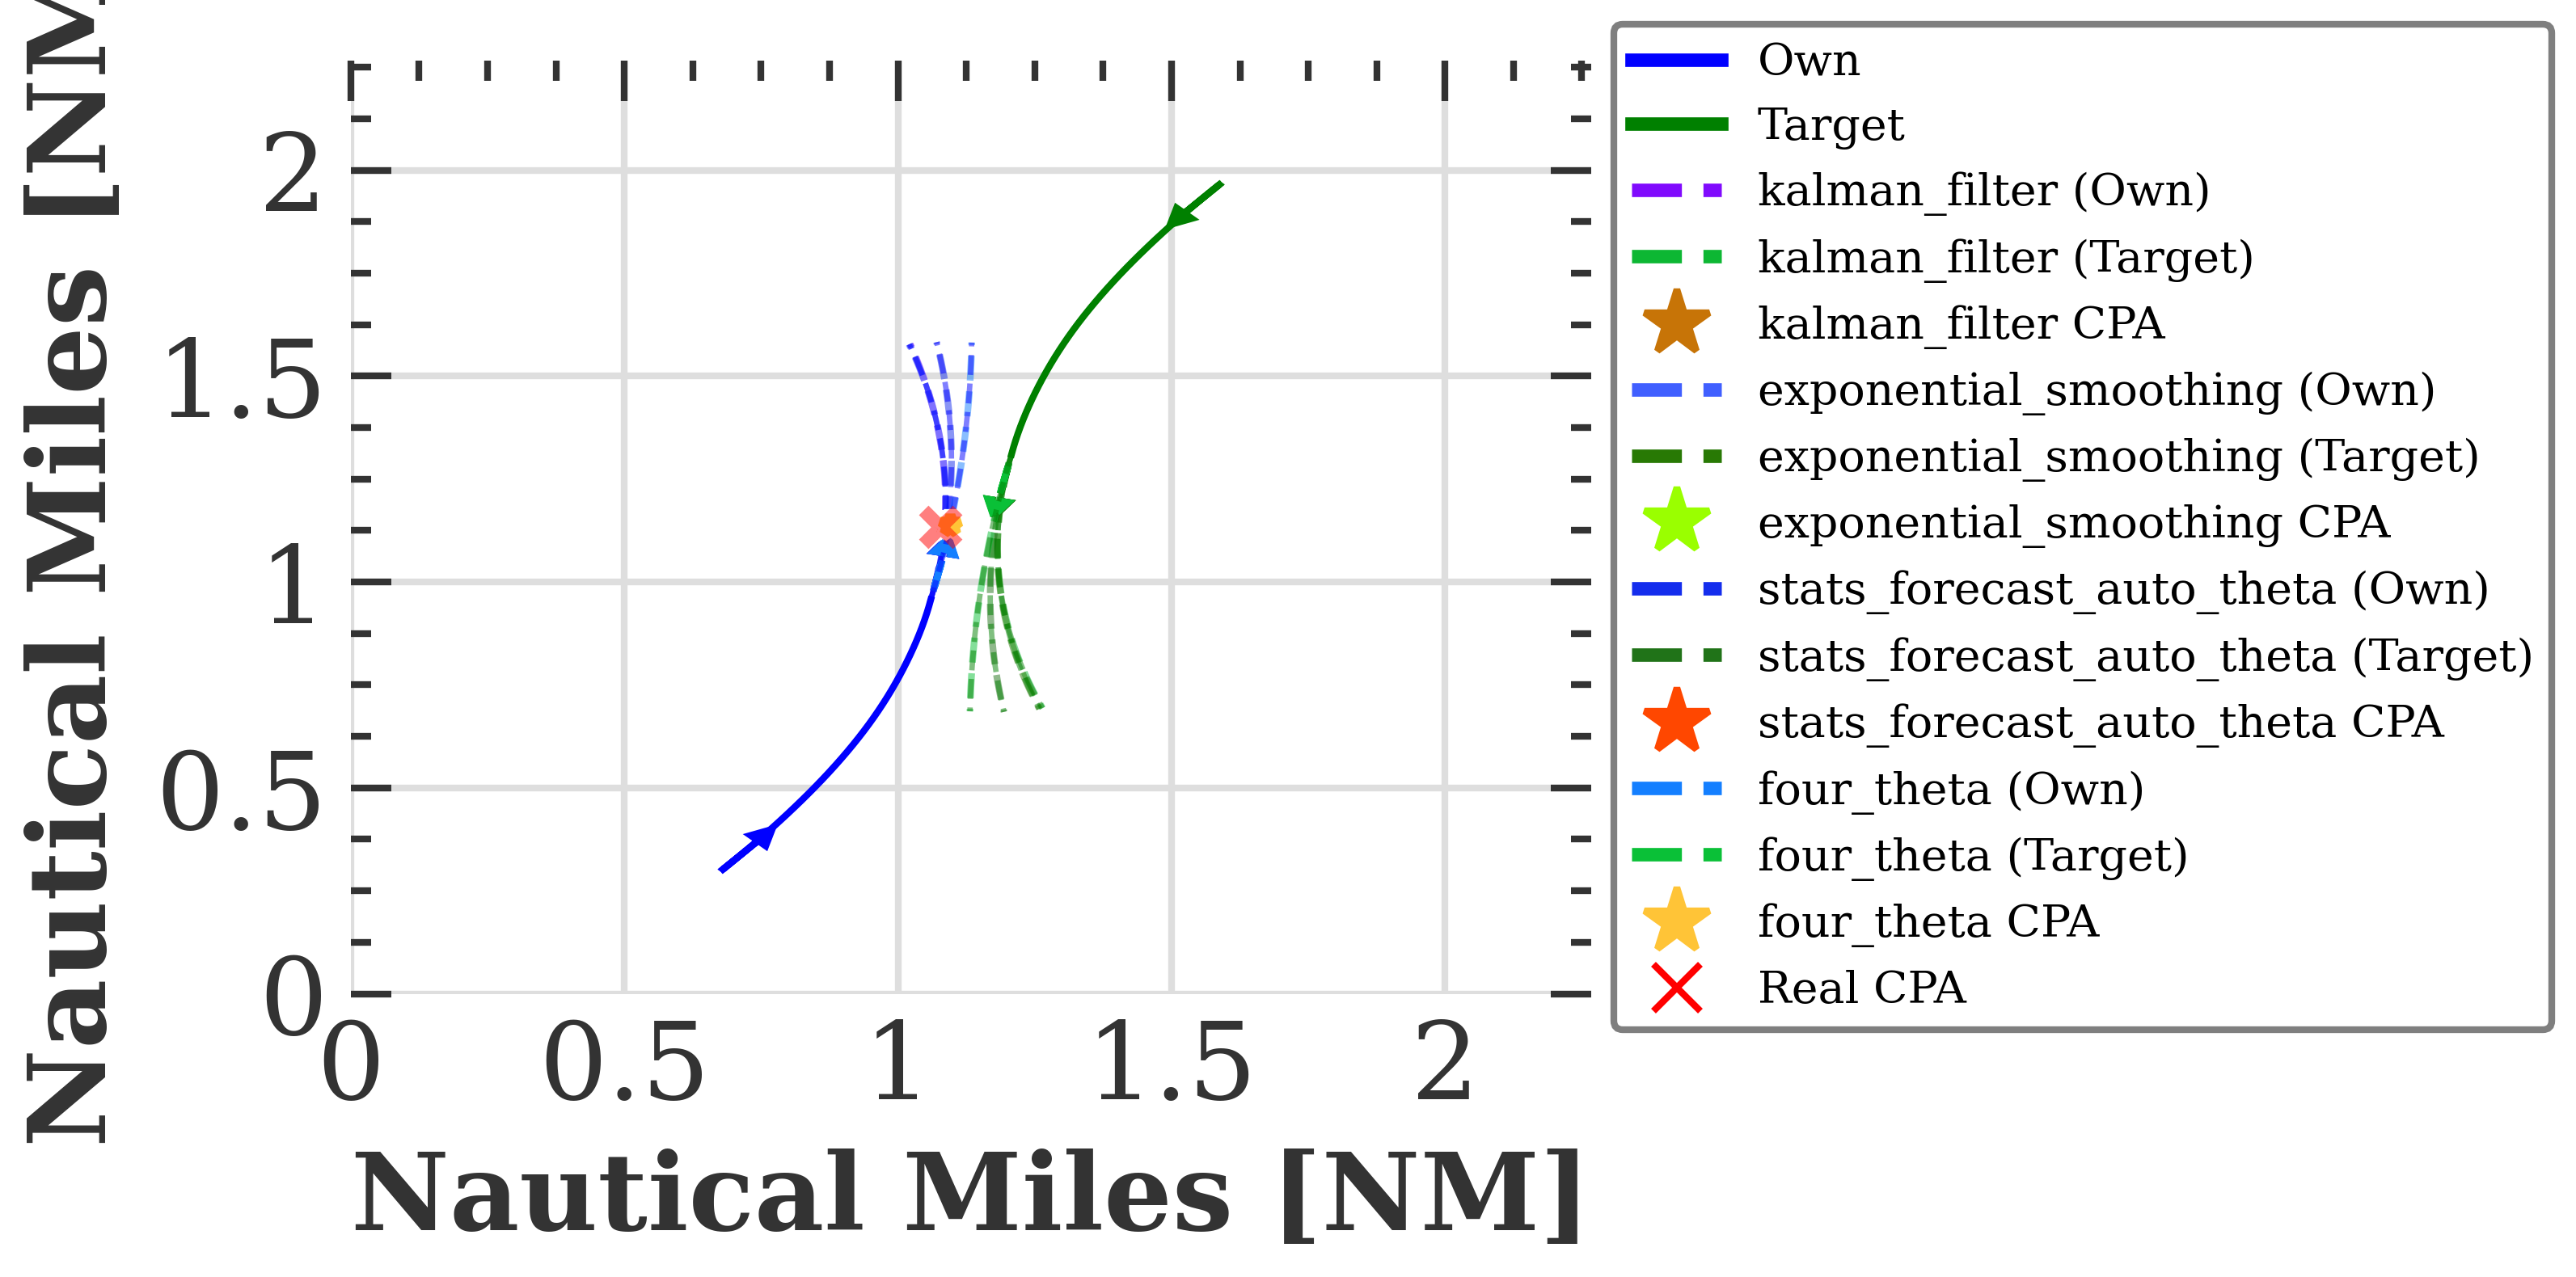 Nautical Miles [NM
2
1.5
1
0.5
0
0 0.5 1 1.5 2
Nautical Miles [NM]
Own
Target
kalman_filter (Own)
kalman_filter (Target)
kalman_filter CPA
exponential_smoothing (Own)
exponential_smoothing (Target)
exponential_smoothing CPA
stats_forecast_auto_theta (Own)
stats_forecast_auto_theta (Target)
stats_forecast_auto_theta CPA
four_theta (Own)
four_theta (Target)
four_theta CPA
Real CPA